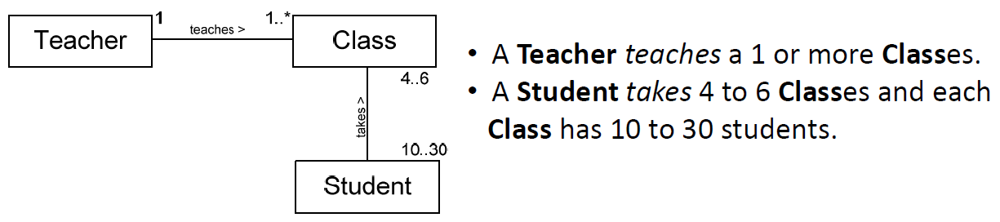 1
1..*
Teacher
teaches >
Class
4..6
takes >
10..30
Student
• A Teacher teaches a 1 or more Classes.
• A Student takes 4 to 6 Classes and each
Class has 10 to 30 students.